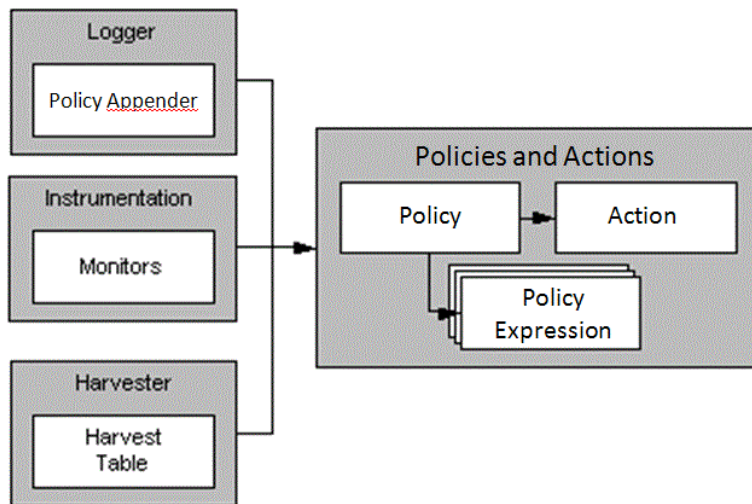 Logger
Policy Appender
Instrumentation
Monitors
Harvester
Harvest
Table
Policies and Actions
Policy
Action
Policy
Expression